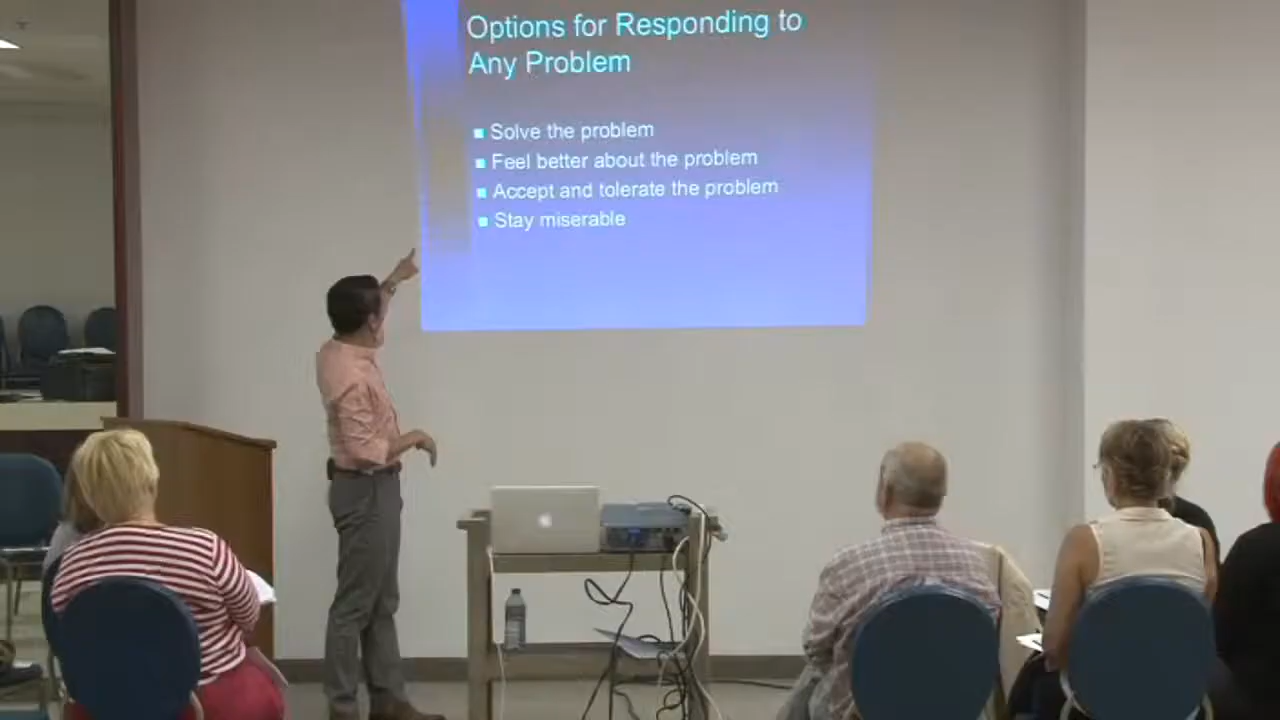 Options for Responding to
Any Problem
Solve the problem
Feel better about the problem
Accept and tolerate the problem
Stay miserable